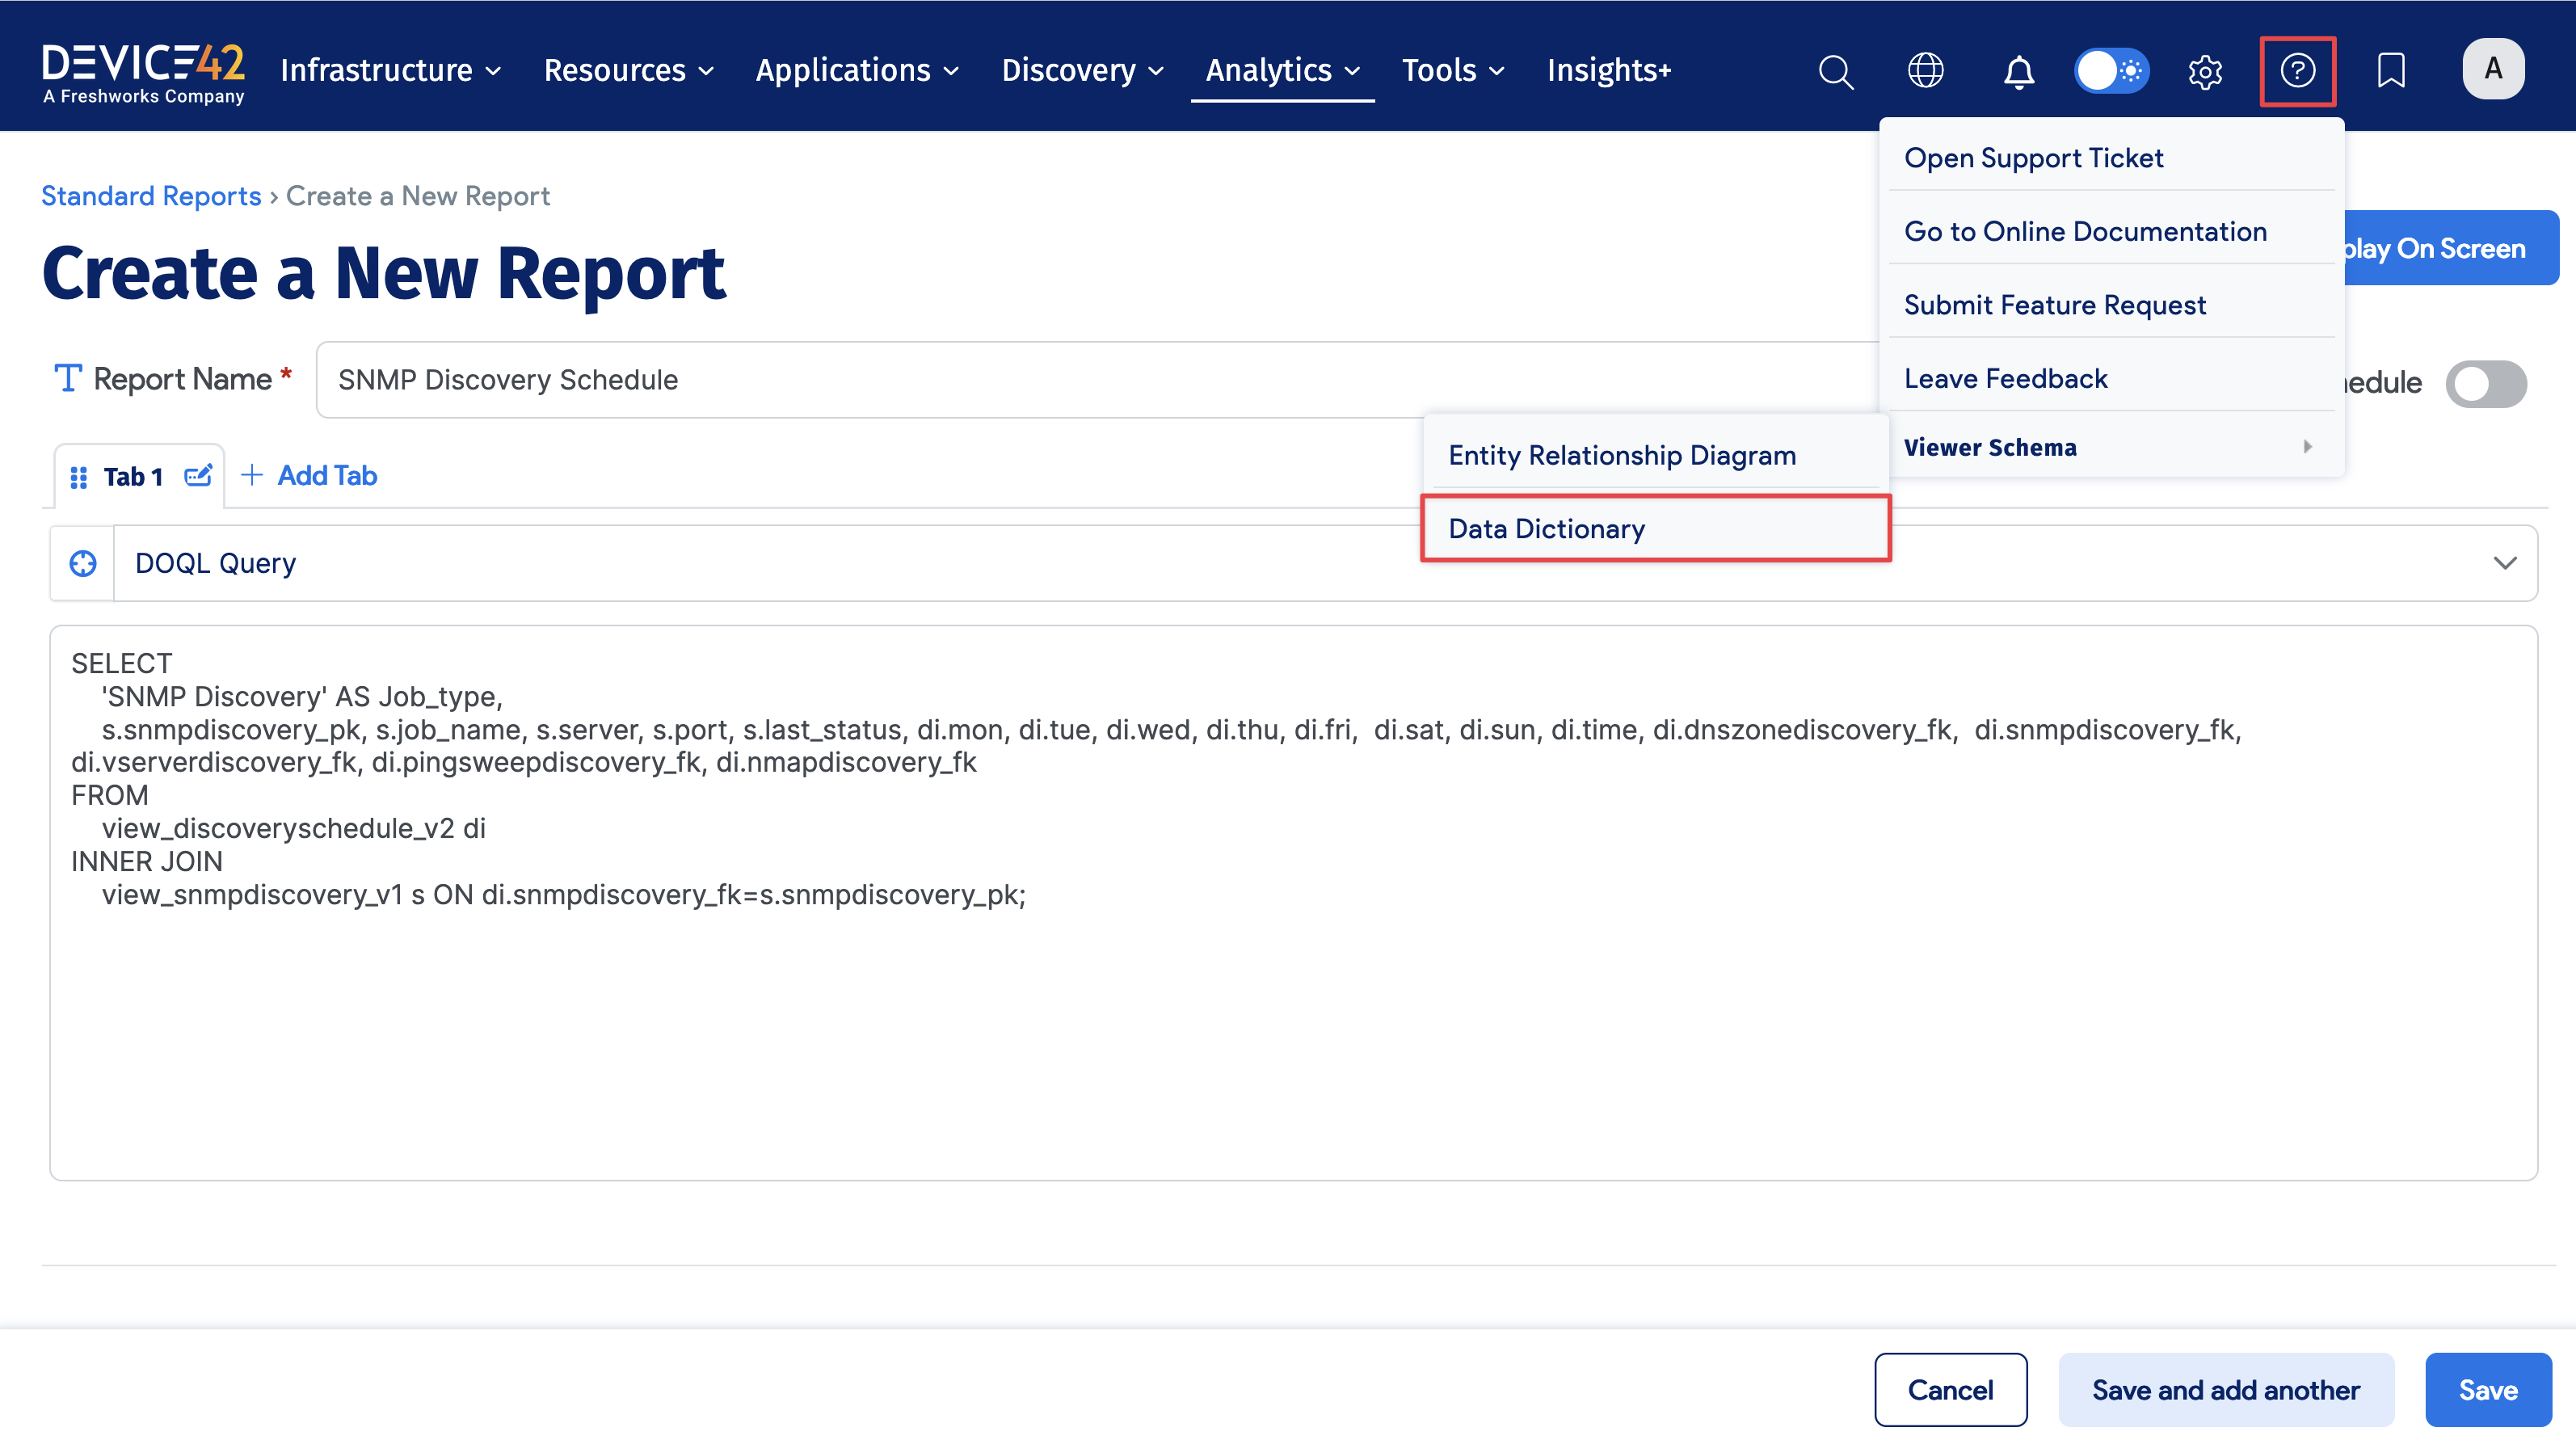 DEVICE42
A Freshworks Company
Infrastructure
Resources
Applications
Discovery
Analytics
Tools
Insights+
A
Open Support Ticket
Go to Online Documentation
Submit Feature Request
Leave Feedback
Viewer Schema
Entity Relationship Diagram
Data Dictionary
Standard Reports › Create a New Report
Create a New Report
play On Screen
Report Name *
SNMP Discovery Schedule
edule
Tab 1
Add Tab
DOQL Query
SELECT
'SNMP Discovery' AS Job_type,
s.snmpdiscovery_pk, s.job_name, s.server, s.port, s.last_status, di.mon, di.tue, di.wed, di.thu, di.fri,  di.sat, di.sun, di.time, di.dnszonediscovery_fk,  di.snmpdiscovery_fk,
di.vserverdiscovery_fk, di.pingsweepdiscovery_fk, di.nmapdiscovery_fk
FROM
view_discoveryschedule_v2 di
INNER JOIN
view_snmpdiscovery_v1 s ON di.snmpdiscovery_fk=s.snmpdiscovery_pk;
Cancel
Save and add another
Save